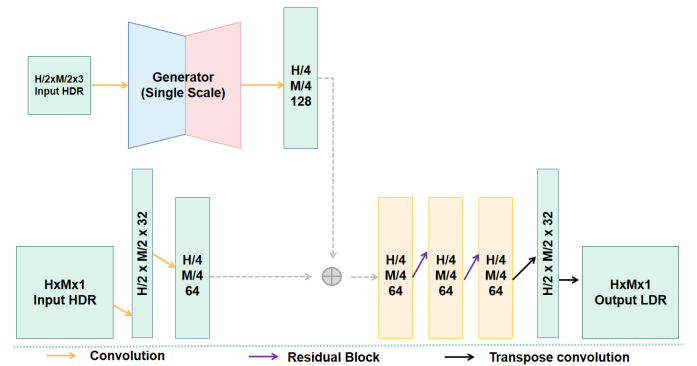 H/2xM/2x3
Input HDR
Generator
(Single Scale)
H/4
M/4
128
HxMx1
Input HDR
H/2 x M/2 x 32
H/4
M/4
64
H/4
M/4
64
H/4
M/4
64
H/4
M/4
64
H/2 x M/2 x 32
HxMx1
Output LDR
Convolution
Residual Block
Transpose convolution